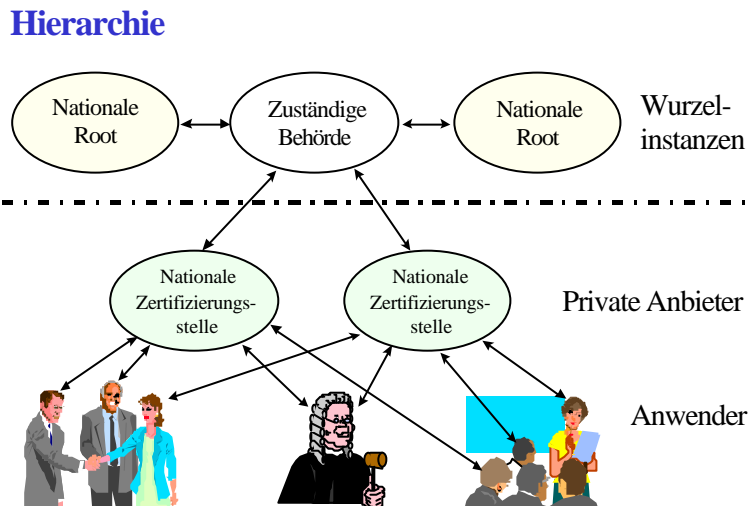 Hierarchie
Nationale
Root
Zuständige
Behörde
Nationale
Root
Wurzel-
instanzen
Nationale
Zertifizierungs-
stelle
Nationale
Zertifizierungs-
stelle
Private Anbieter
Anwender